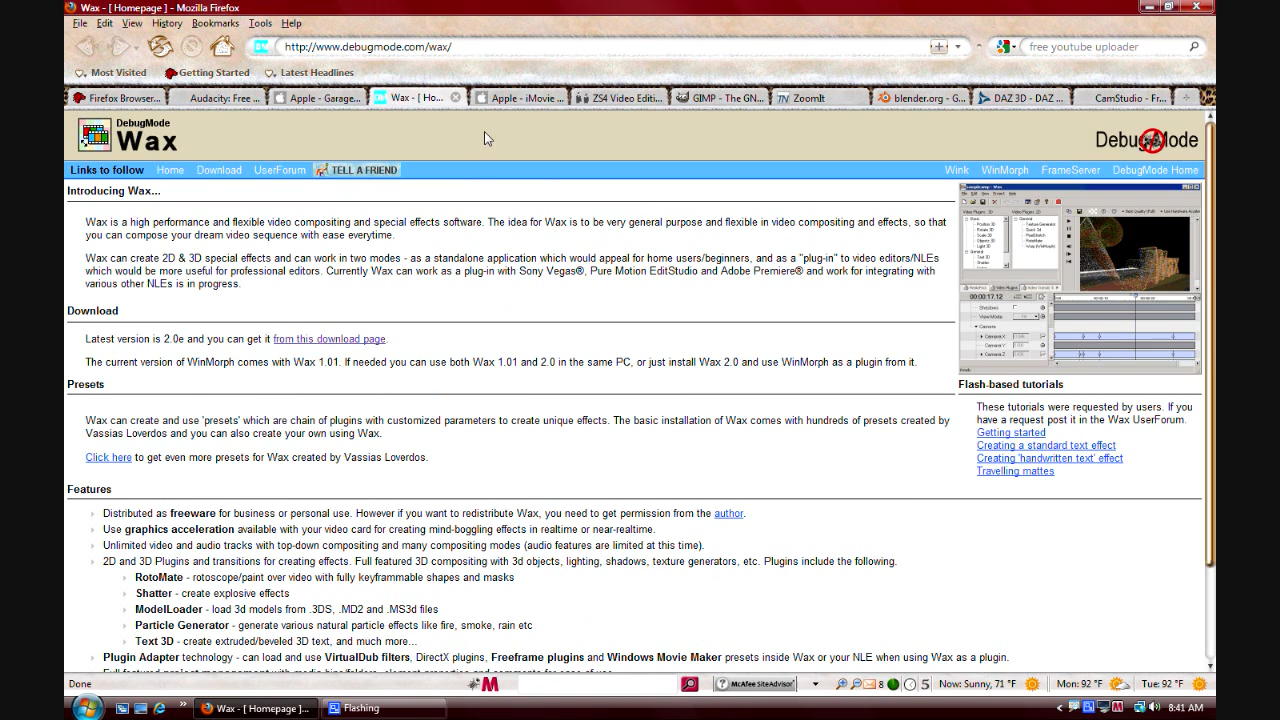 Wax - [ Homepage ] - Mozilla Firefox
File Edit View History Bookmarks Tools Help
http://www.debugmode.com/wax/
free youtube uploader
Most Visited Getting Started Latest Headlines
Firefox Browser... Audacity: Free ... Apple - Garage... Wax - [ Ho... Apple - iMovie ... ZS4 Video Editi... GIMP - The GN... ZoomIt blender.org - G... DAZ 3D - DAZ ... CamStudio - Fr...
DebugMode
Wax
DebugMode
Links to follow Home Download UserForum TELL A FRIEND Wink WinMorph FrameServer DebugMode Home
Introducing Wax...
Wax is a high performance and flexible video compositing and special effects software. The idea for Wax is to be very general purpose and flexible in video compositing and effects, so that
you can compose your dream video sequence with ease everytime.
Wax can create 2D & 3D special effects and can work in two modes - as a standalone application which would appeal for home users/beginners, and as a "plug-in" to video editors/NLEs
which would be more useful for professional editors. Currently Wax can work as a plug-in with Sony Vegas®, Pure Motion EditStudio and Adobe Premiere® and work for integrating with
various other NLEs is in progress.
Download
Latest version is 2.0e and you can get it from this download page.
The current version of WinMorph comes with Wax 1.01. If needed you can use both Wax 1.01 and 2.0 in the same PC, or just install Wax 2.0 and use WinMorph as a plugin from it.
Presets
Wax can create and use 'presets' which are chain of plugins with customized parameters to create unique effects. The basic installation of Wax comes with hundreds of presets created by
Vassias Loverdos and you can also create your own using Wax.
Click here to get even more presets for Wax created by Vassias Loverdos.
Flash-based tutorials
These tutorials were requested by users. If you
have a request post it in the Wax UserForum.
Getting started
Creating a standard text effect
Creating 'handwritten text' effect
Travelling mattes
Features
Distributed as freeware for business or personal use. However if you want to redistribute Wax, you need to get permission from the author.
Use graphics acceleration available with your video card for creating mind-boggling effects in realtime or near-realtime.
Unlimited video and audio tracks with top-down compositing and many compositing modes (audio features are limited at this time).
2D and 3D Plugins and transitions for creating effects. Full featured 3D compositing with 3d objects, lighting, shadows, texture generators, etc. Plugins include the following.
RotoMate - rotoscope/paint over video with fully keyframmable shapes and masks
Shatter - create explosive effects
ModelLoader - load 3d models from .3DS, .MD2 and .MS3d files
Particle Generator - generate various natural particle effects like fire, smoke, rain etc
Text 3D - create extruded/beveled 3D text, and much more...
Plugin Adapter technology - can load and use VirtualDub filters, DirectX plugins, Freeframe plugins and Windows Movie Maker presets inside Wax or your NLE when using Wax as a plugin.
Done McAfee SiteAdvisor 8 5 Now: Sunny, 71 °F Mon: 92 °F Tue: 92 °F
Wax - [ Homepage ]... Flashing 8:41 AM